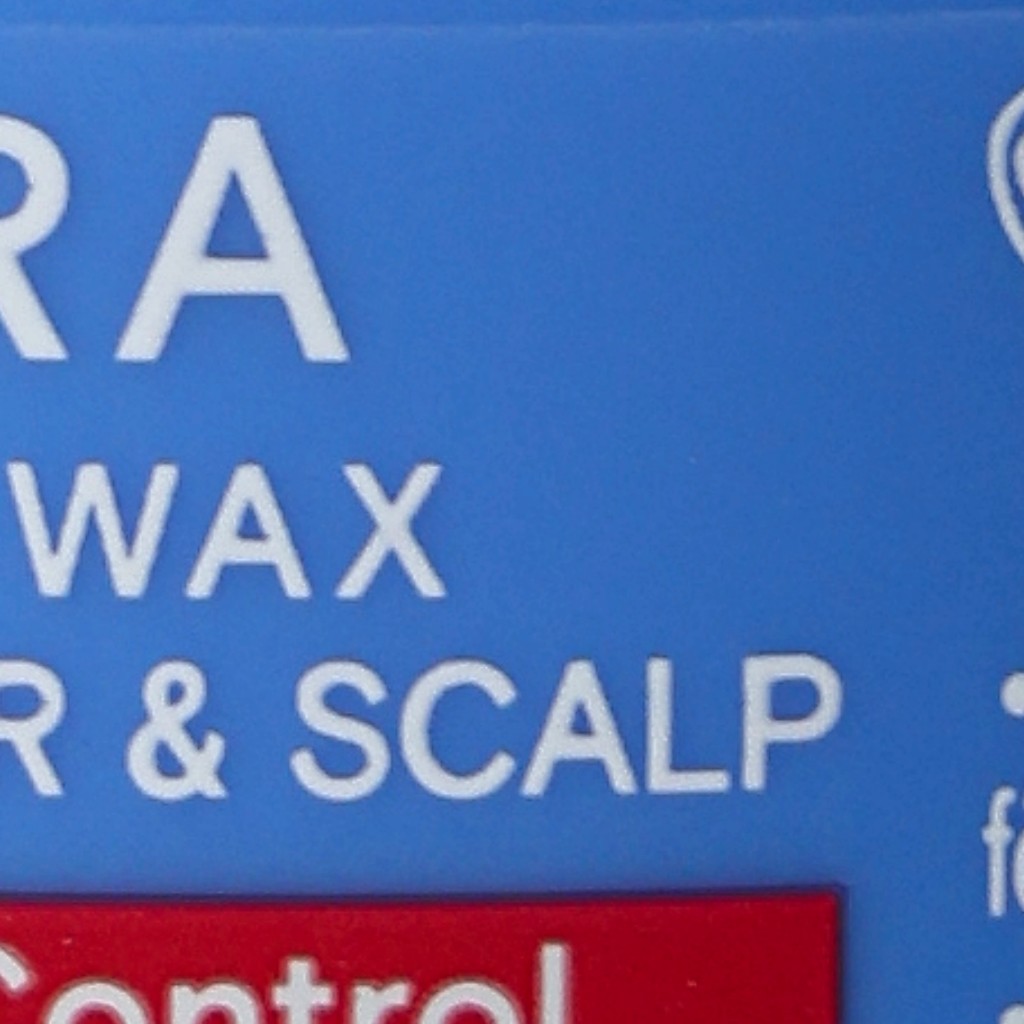 RA
WAX
R & SCALP
Control